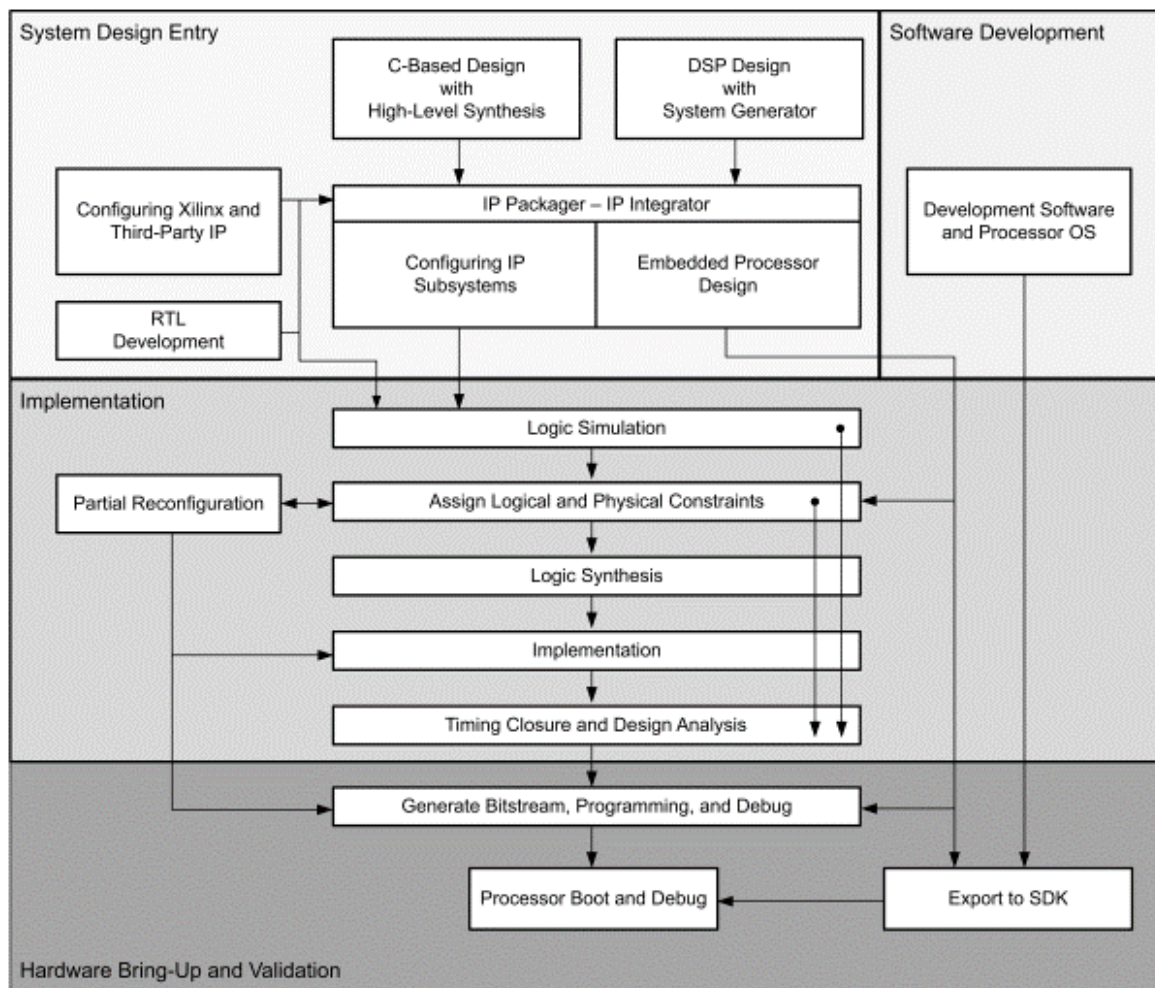 System Design Entry
Software Development
C-Based Design
with
High-Level Synthesis
DSP Design
with
System Generator
Configuring Xilinx and
Third-Party IP
IP Packager – IP Integrator
Development Software
and Processor OS
Configuring IP
Subsystems
Embedded Processor
Design
RTL
Development
Implementation
Logic Simulation
Partial Reconfiguration
Assign Logical and Physical Constraints
Logic Synthesis
Implementation
Timing Closure and Design Analysis
Generate Bitstream, Programming, and Debug
Processor Boot and Debug
Export to SDK
Hardware Bring-Up and Validation